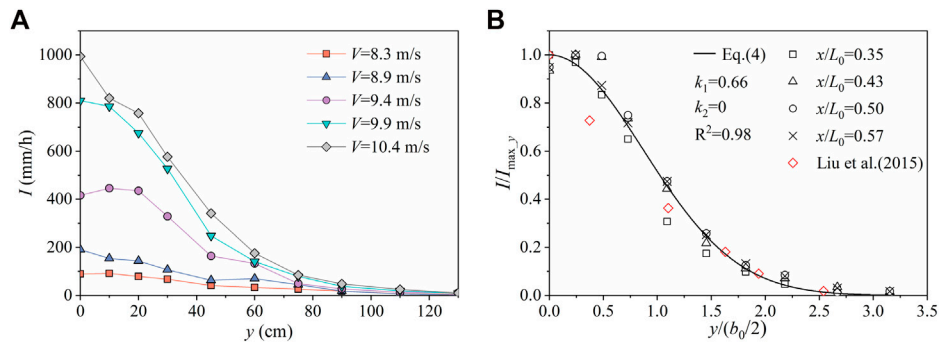 A
I (mm/h)
1000
800
600
400
200
0
V=8.3 m/s
V=8.9 m/s
V=9.4 m/s
V=9.9 m/s
V=10.4 m/s
0 20 40 60 80 100 120
y (cm)
B
I/Imax_y
1.0
0.8
0.6
0.4
0.2
0.0
Eq.(4)
k1=0.66
k2=0
R2=0.98
x/L0=0.35
x/L0=0.43
x/L0=0.50
x/L0=0.57
Liu et al.(2015)
0.0 0.5 1.0 1.5 2.0 2.5 3.0 3.5
y/(b0/2)